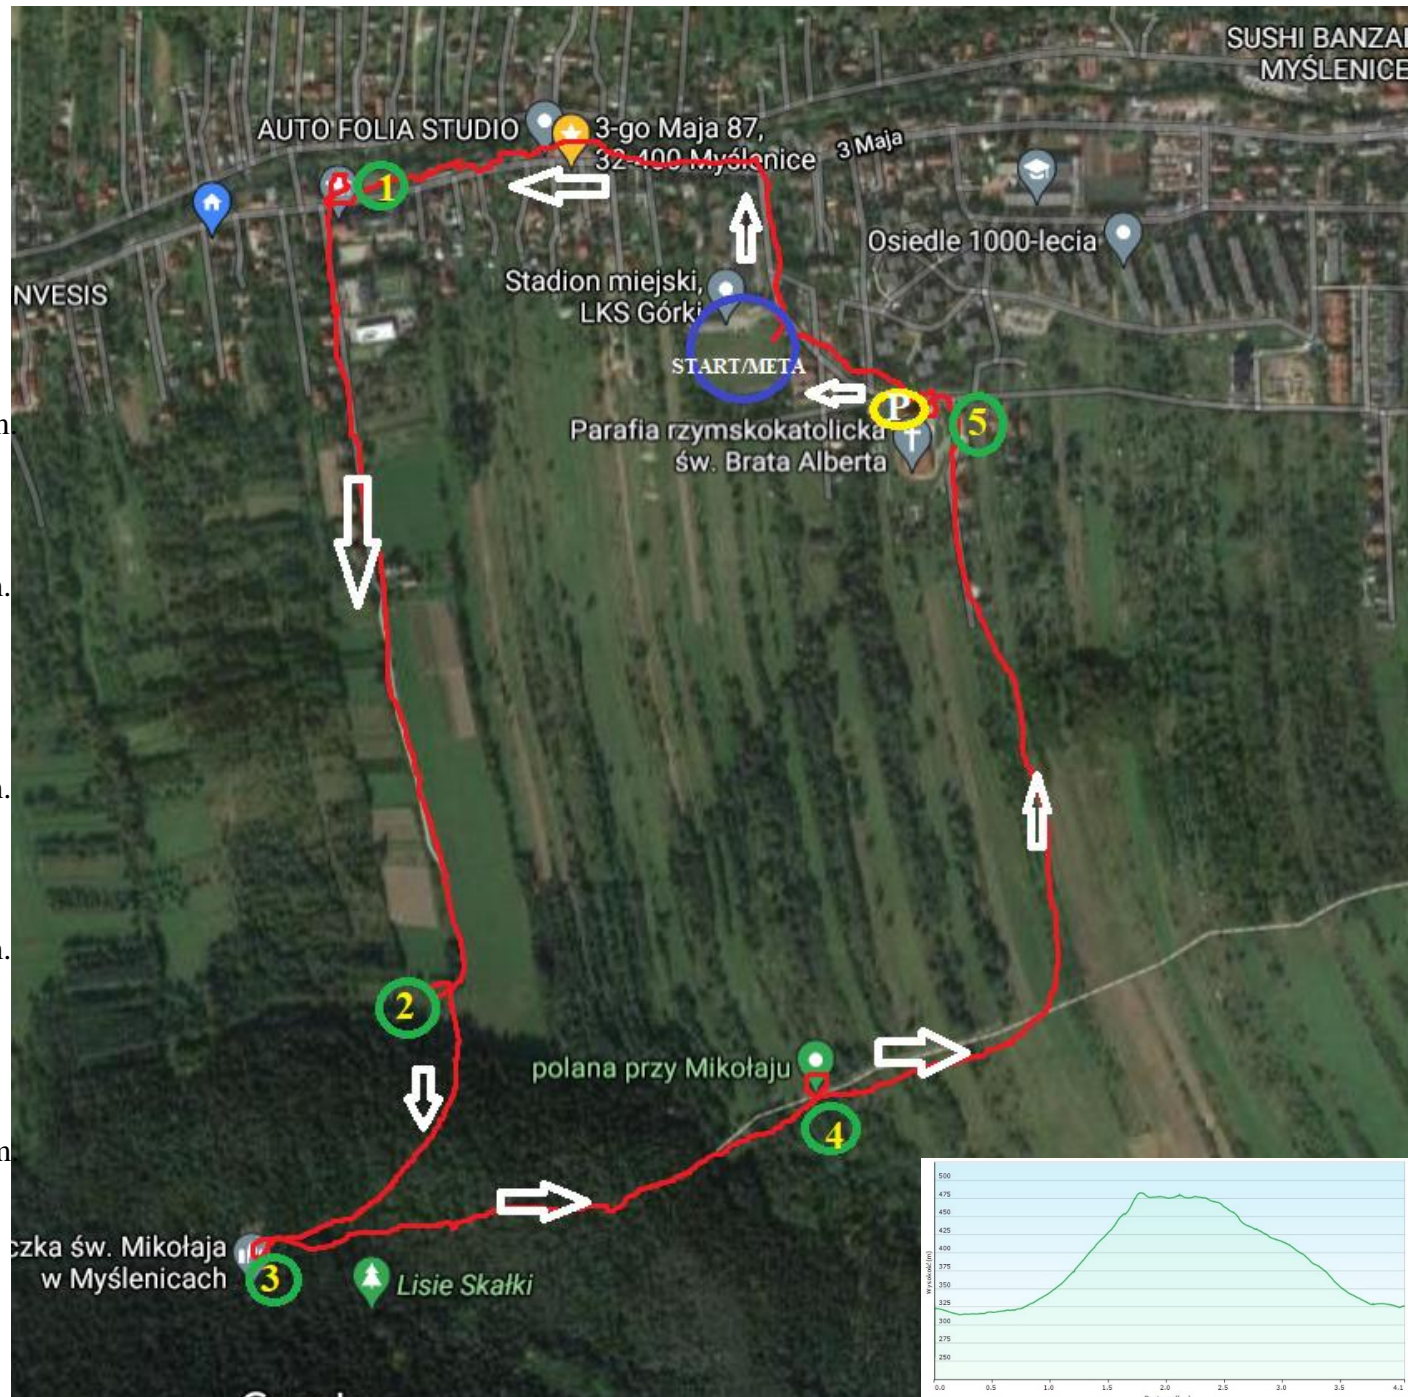 SUSHI BANZAI
MYŚLENICE
AUTO FOLIA STUDIO
3-go Maja 87,
32-400 Myślenice
3 Maja
1
Osiedle 1000-lecia
Stadion miejski,
LKS Górki
NVESIS
START/META
P
5
Parafia rzymskokatolicka
św. Brata Alberta
m.
2
polana przy Mikołaju
4
czka św. Mikołaja
w Myślenicach
3
Lisie Skałki
500
475
450
425
400
375
350
325
300
275
250
Wysokość (m)
0.0 0.5 1.0 1.5 2.0 2.5 3.0 3.5 4.1